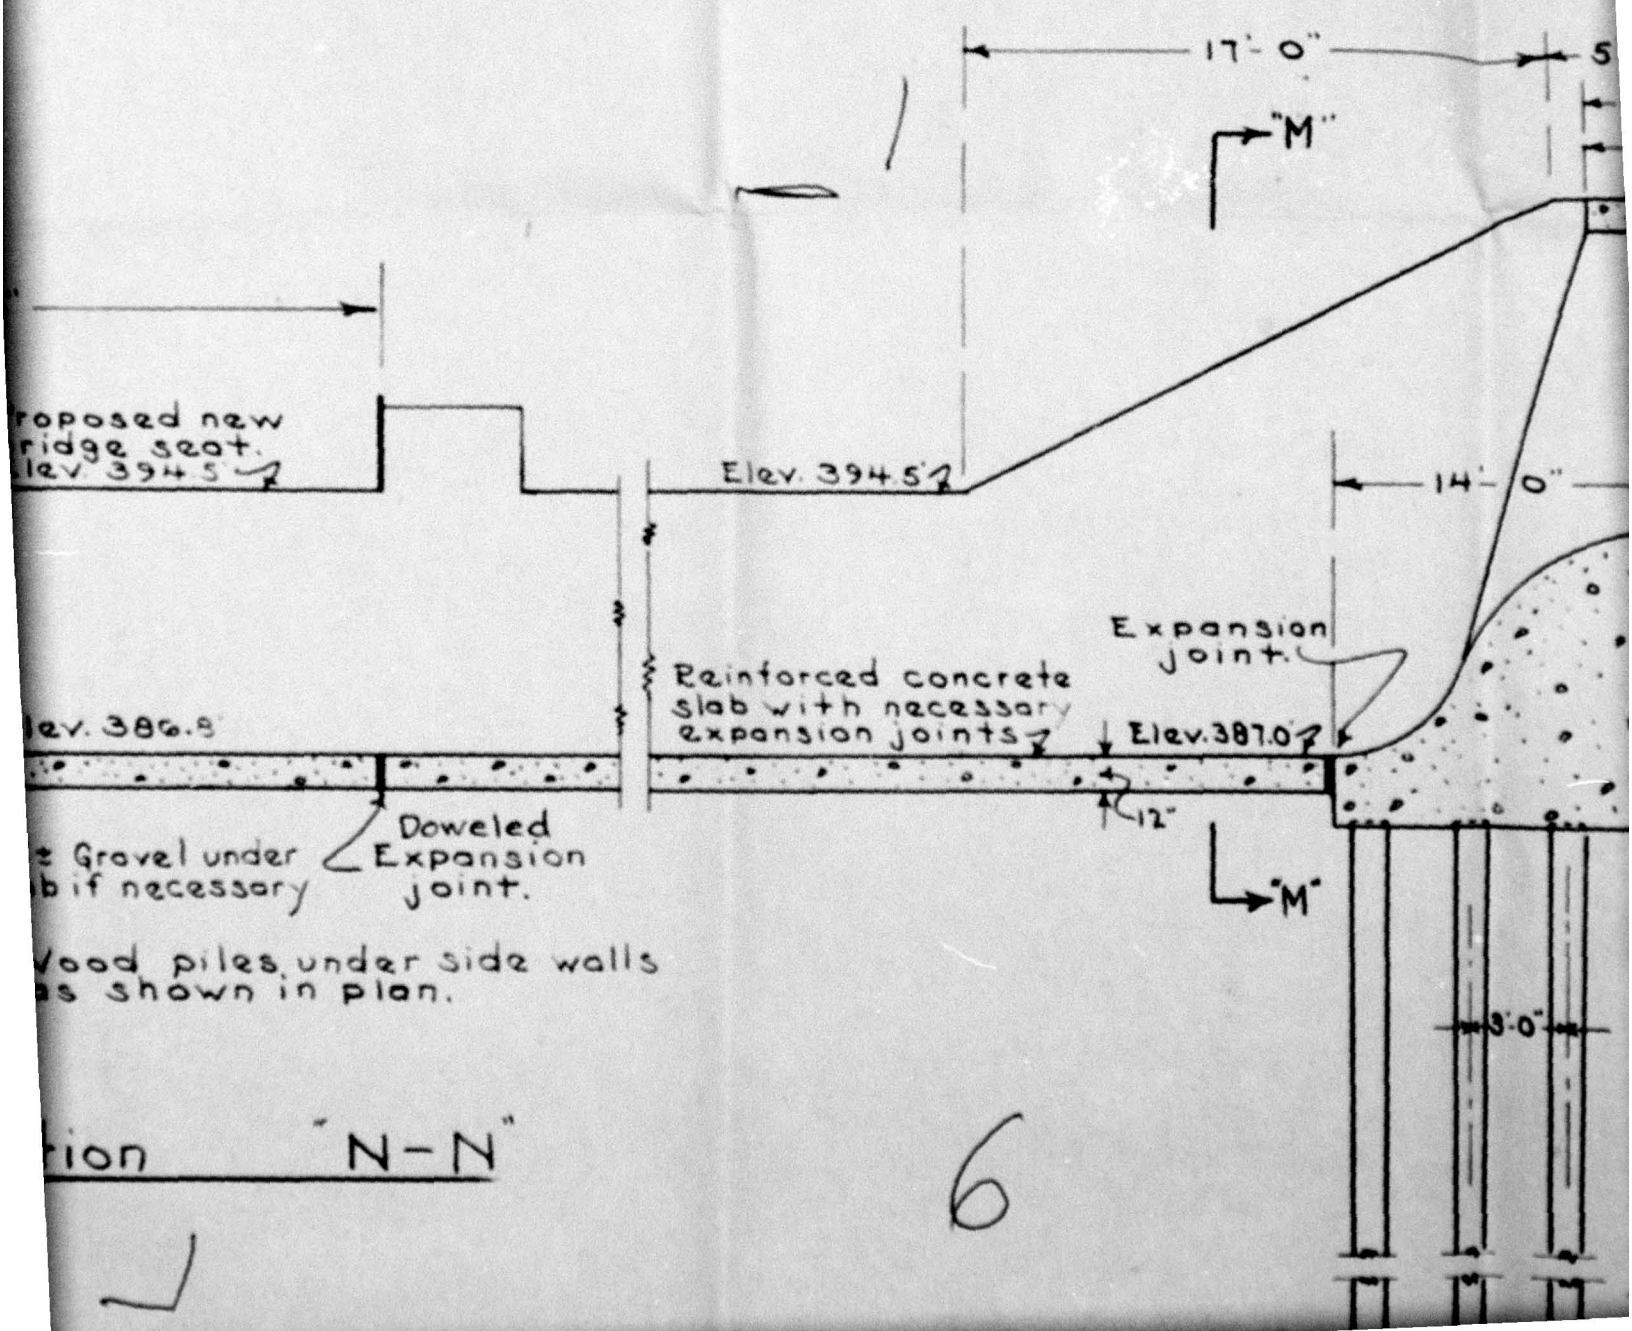 17'-0"
5
"M"
roposed new
ridge seat.
lev. 394.5
Elev. 394.5
14'-0"
Expansion
joint.
Reinforced concrete
slab with necessary
expansion joints
Elev. 387.0
lev. 386.8
12"
± Gravel under
b if necessary
Doweled
Expansion
joint.
"M"
Wood piles under side walls
as shown in plan.
3'-0"
tion "N-N"
6